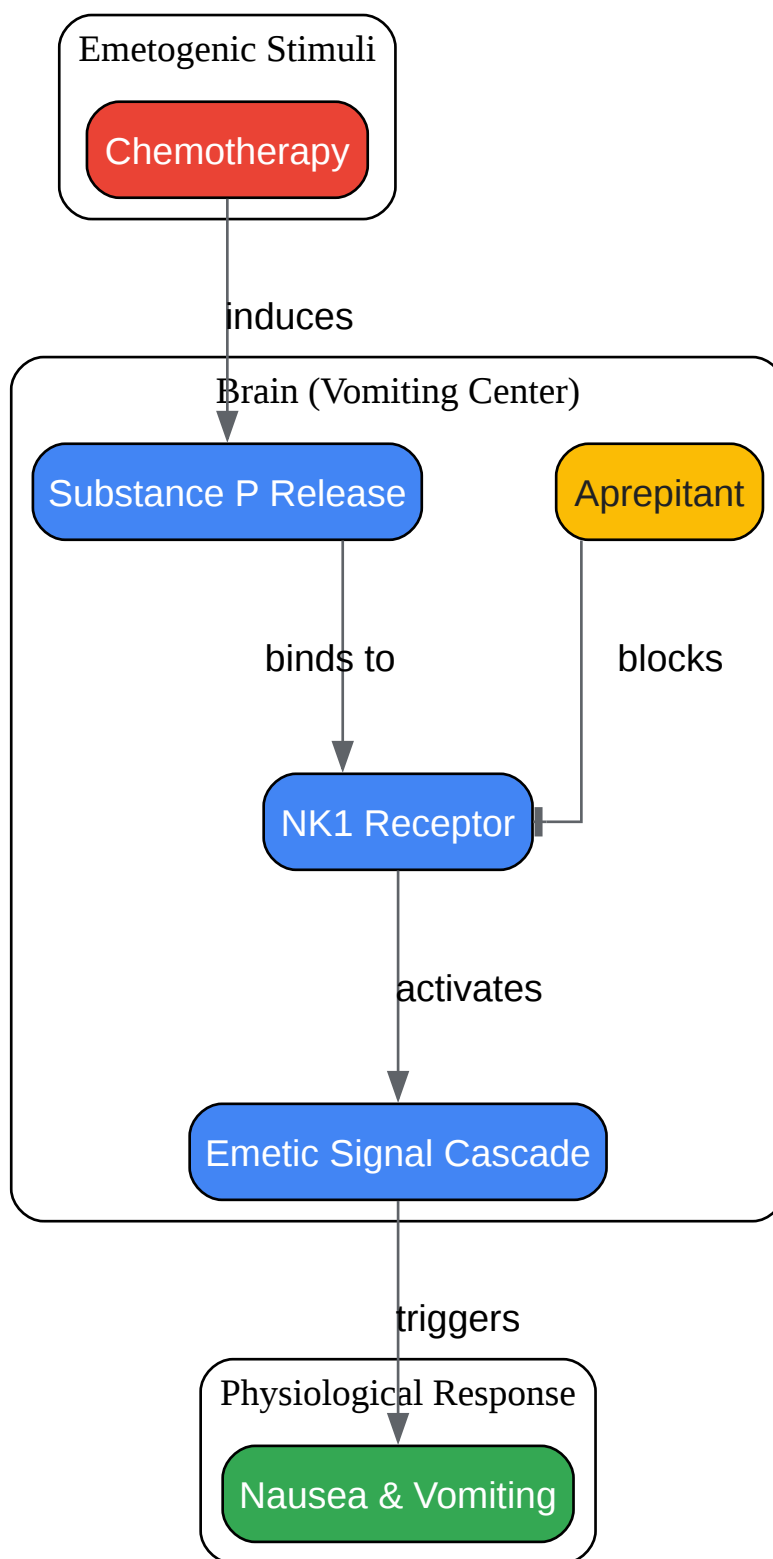 Emetogenic Stimuli
Chemotherapy
induces
Brain (Vomiting Center)
Substance P Release
Aprepitant
binds to
blocks
NK1 Receptor
activates
Emetic Signal Cascade
triggers
Physiological Response
Nausea & Vomiting